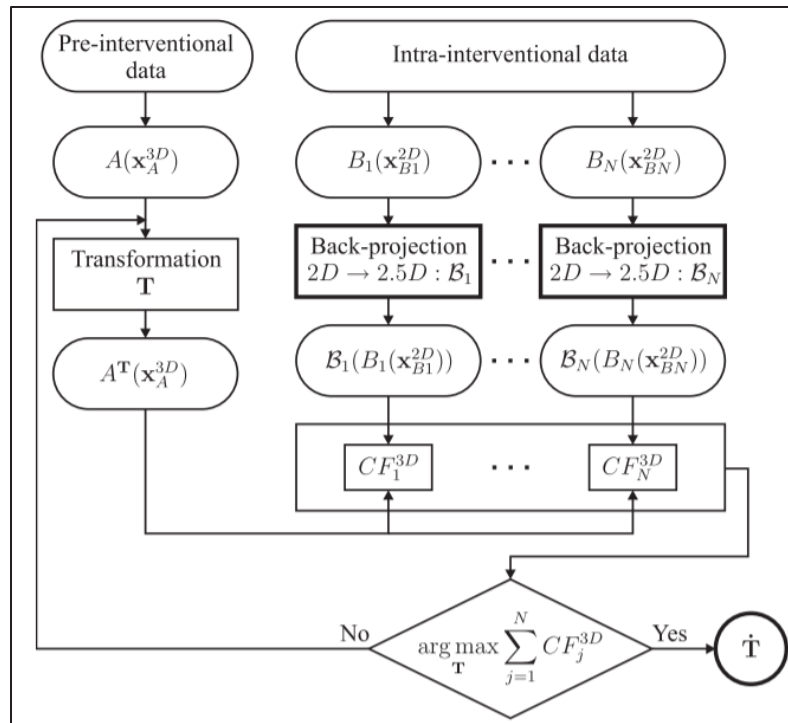 Pre-interventional
data
Intra-interventional data
A(𝐱_A^{3D})
B_1(𝐱_{B1}^{2D})
···
B_N(𝐱_{BN}^{2D})
Transformation
𝐓
Back-projection
2D → 2.5D : ℬ_1
···
Back-projection
2D → 2.5D : ℬ_N
A^𝐓(𝐱_A^{3D})
ℬ_1(B_1(𝐱_{B1}^{2D}))
···
ℬ_N(B_N(𝐱_{BN}^{2D}))
CF_1^{3D}
···
CF_N^{3D}
No
arg max_𝐓 ∑_{j=1}^{N} CF_j^{3D}
Yes
𝐓̇